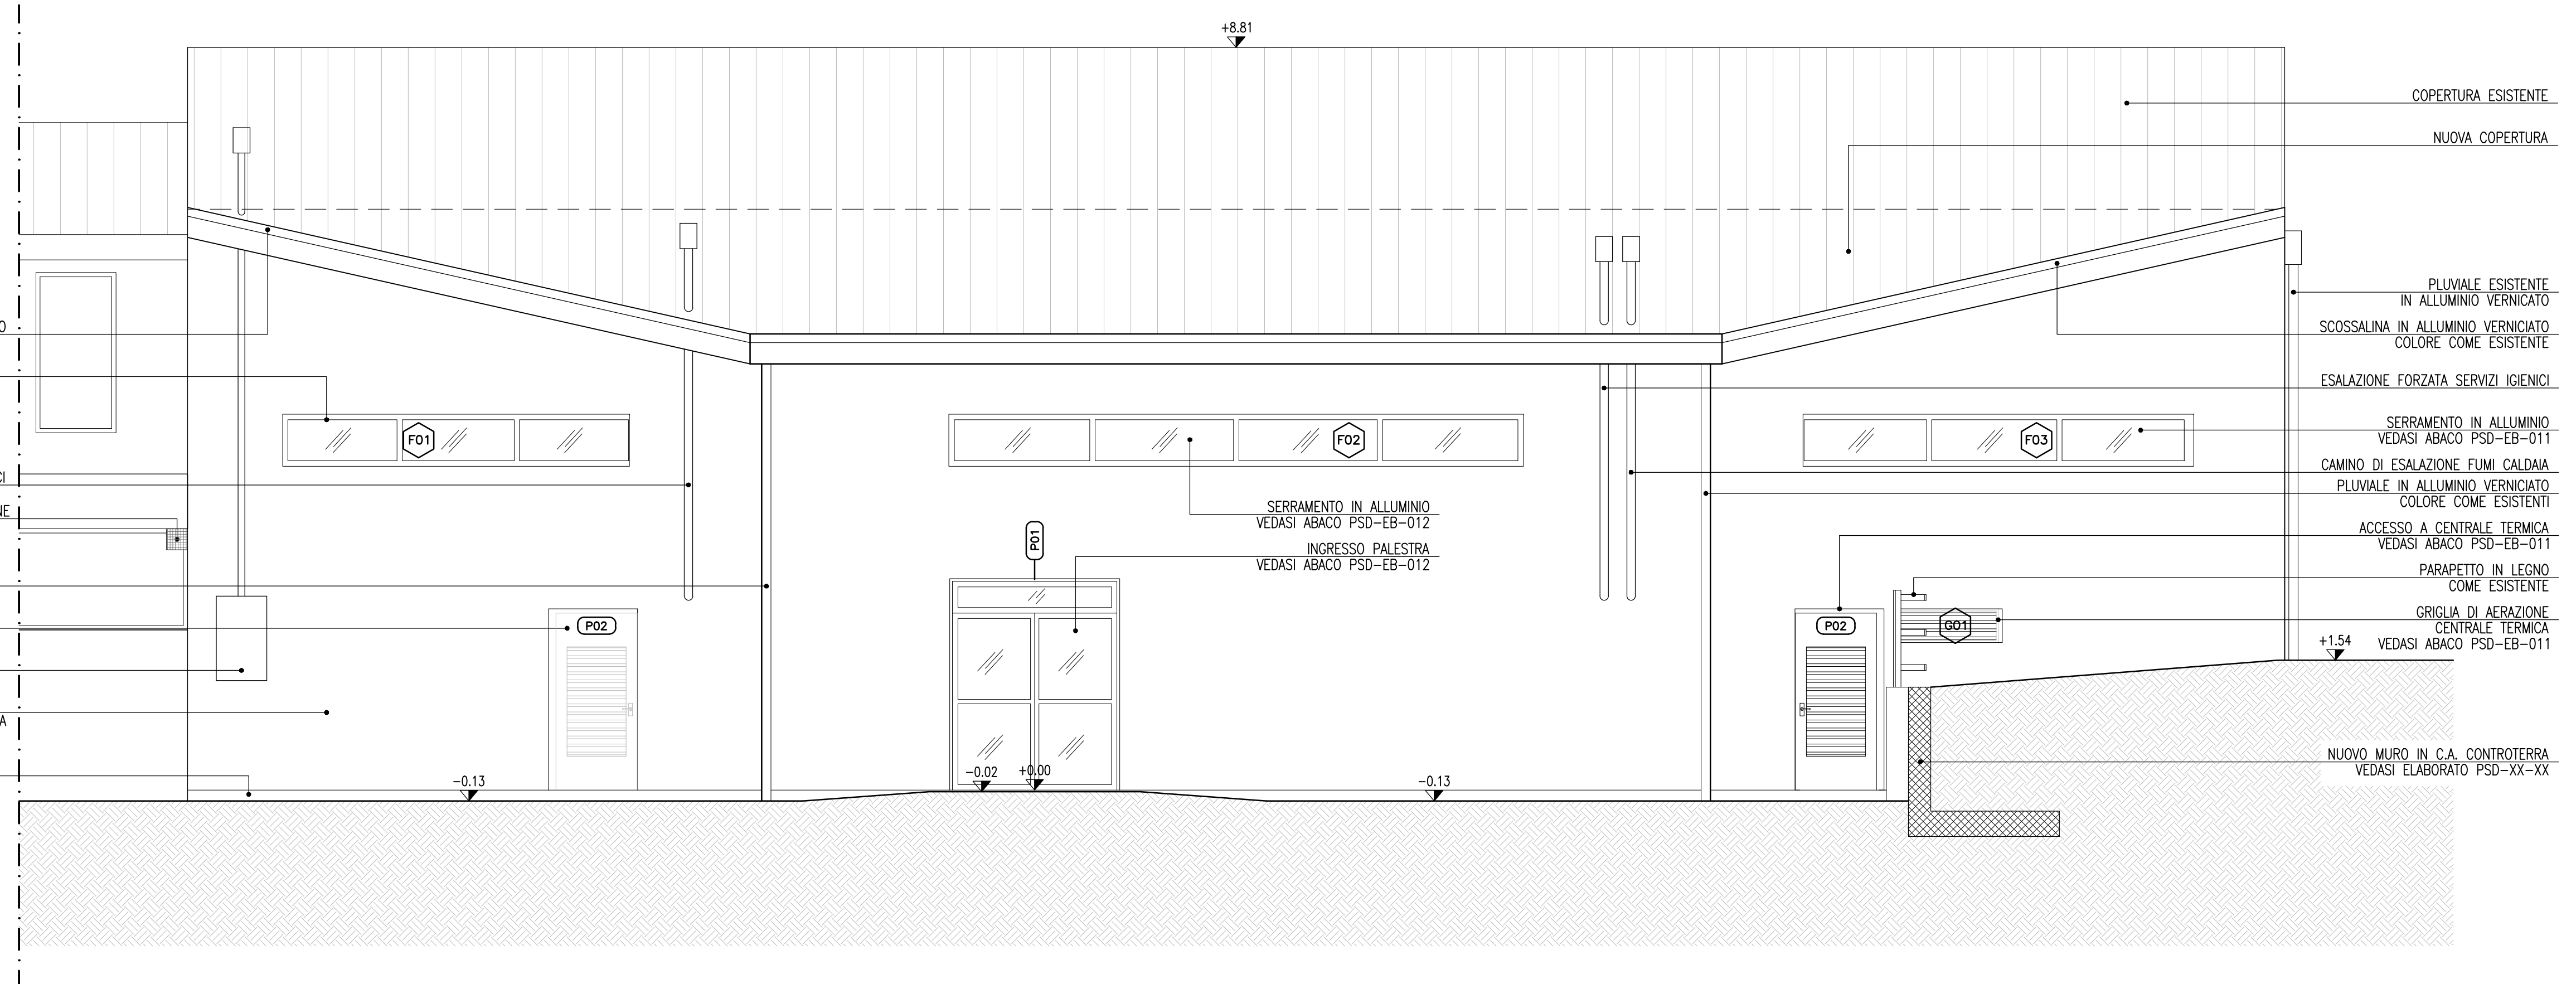 +8.81
COPERTURA ESISTENTE
NUOVA COPERTURA
PLUVIALE ESISTENTE
IN ALLUMINIO VERNICATO
O
SCOSSALINA IN ALLUMINIO VERNICIATO
COLORE COME ESISTENTE
ESALAZIONE FORZATA SERVIZI IGIENICI
SERRAMENTO IN ALLUMINIO
VEDASI ABACO PSD-EB-011
F01
F02
F03
CAMINO DI ESALAZIONE FUMI CALDAIA
CI
PLUVIALE IN ALLUMINIO VERNICIATO
COLORE COME ESISTENTI
NE
SERRAMENTO IN ALLUMINIO
VEDASI ABACO PSD-EB-012
ACCESSO A CENTRALE TERMICA
VEDASI ABACO PSD-EB-011
P01
INGRESSO PALESTRA
VEDASI ABACO PSD-EB-012
PARAPETTO IN LEGNO
COME ESISTENTE
GRIGLIA DI AERAZIONE
CENTRALE TERMICA
VEDASI ABACO PSD-EB-011
P02
P02
G01
+1.54
A
NUOVO MURO IN C.A. CONTROTERRA
VEDASI ELABORATO PSD-XX-XX
-0.13
-0.02
+0.00
-0.13